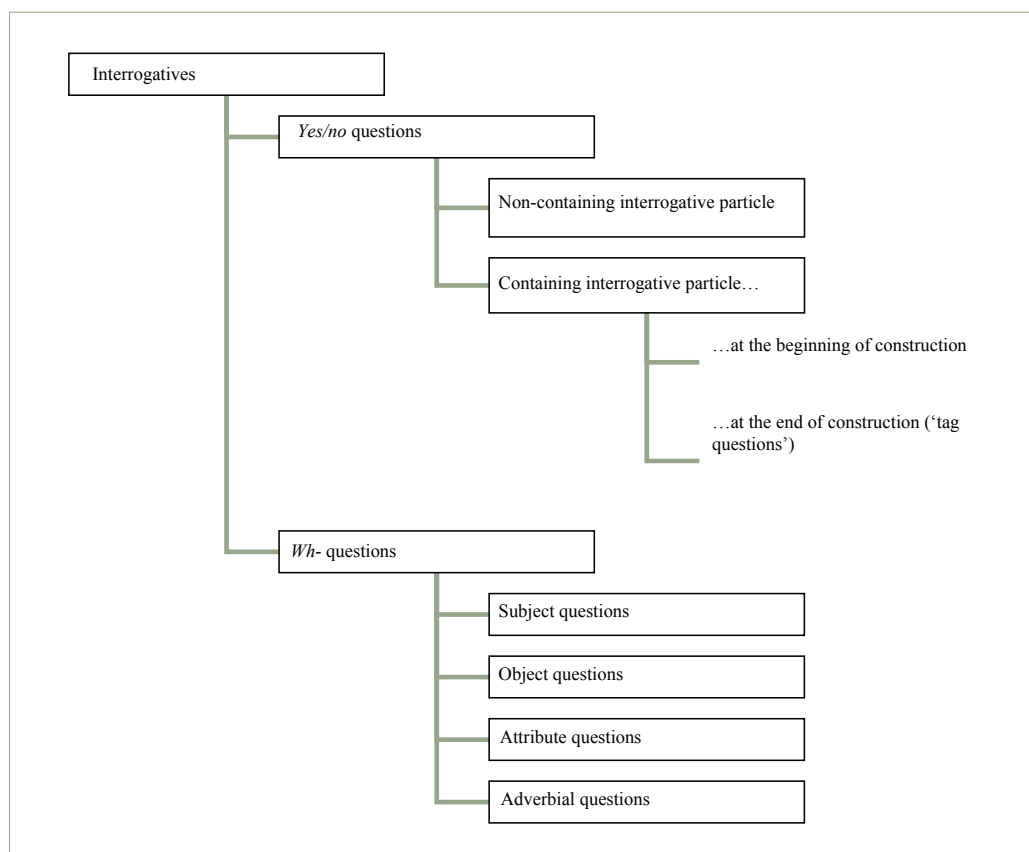 Interrogatives
Yes/no questions
Non-containing interrogative particle
Containing interrogative particle…
…at the beginning of construction
…at the end of construction (‘tag
questions’)
Wh- questions
Subject questions
Object questions
Attribute questions
Adverbial questions